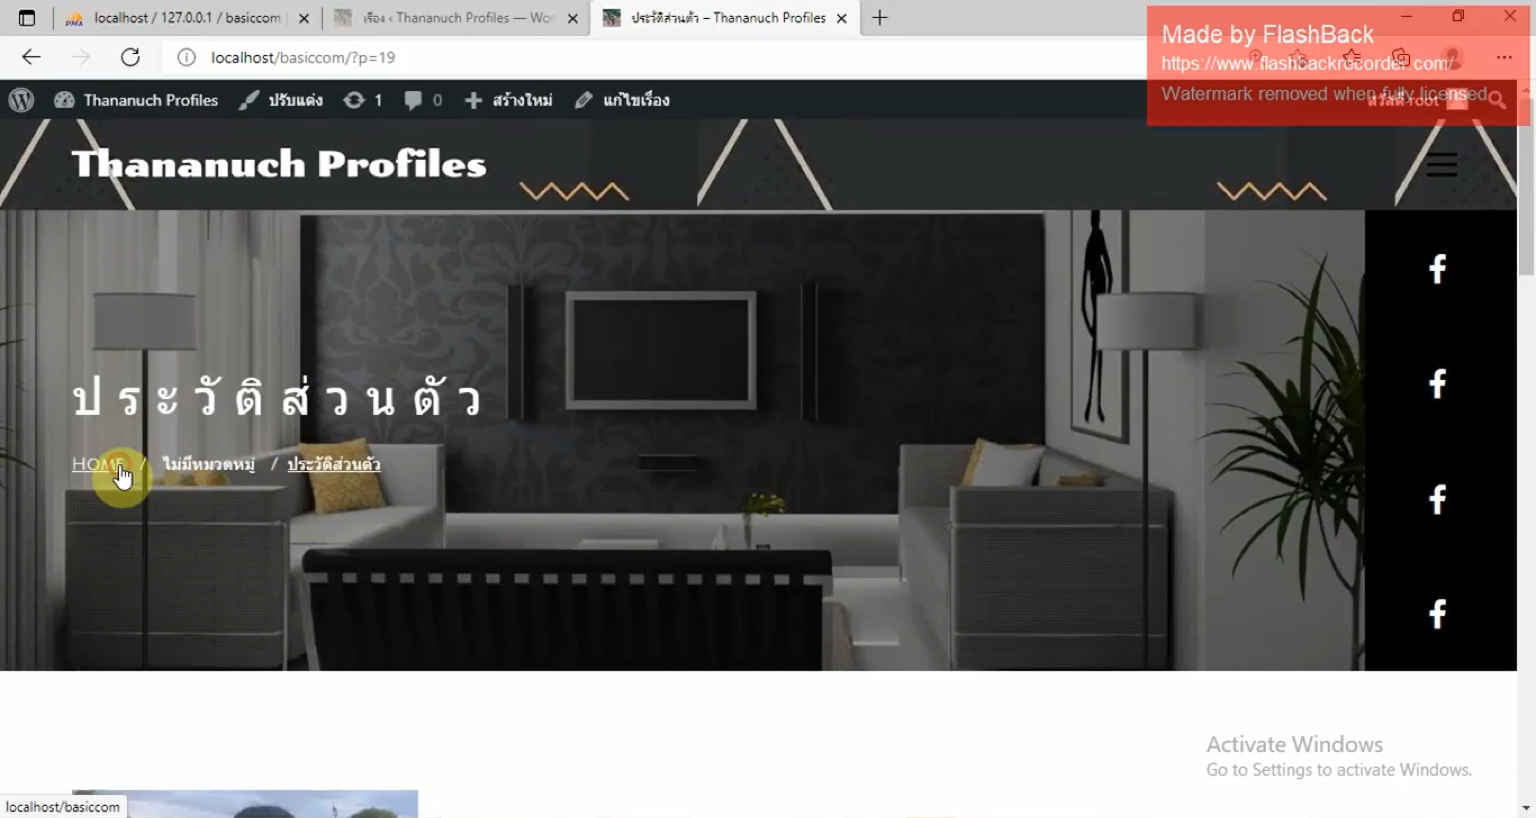 localhost / 127.0.0.1 / basiccom
เรื่อง ‹ Thananuch Profiles — Wor
ประวัติส่วนตัว – Thananuch Profiles
Made by FlashBack
localhost/basiccom/?p=19
https://www.flashbackrecorder.com/
Thananuch Profiles ปรับแต่ง 1 0 สร้างใหม่ แก้ไขเรื่อง
Watermark removed when fully licensed
สวัสดี root
Thananuch Profiles
ประวัติส่วนตัว
HOME / ไม่มีหมวดหมู่ / ประวัติส่วนตัว
Activate Windows
Go to Settings to activate Windows.
localhost/basiccom